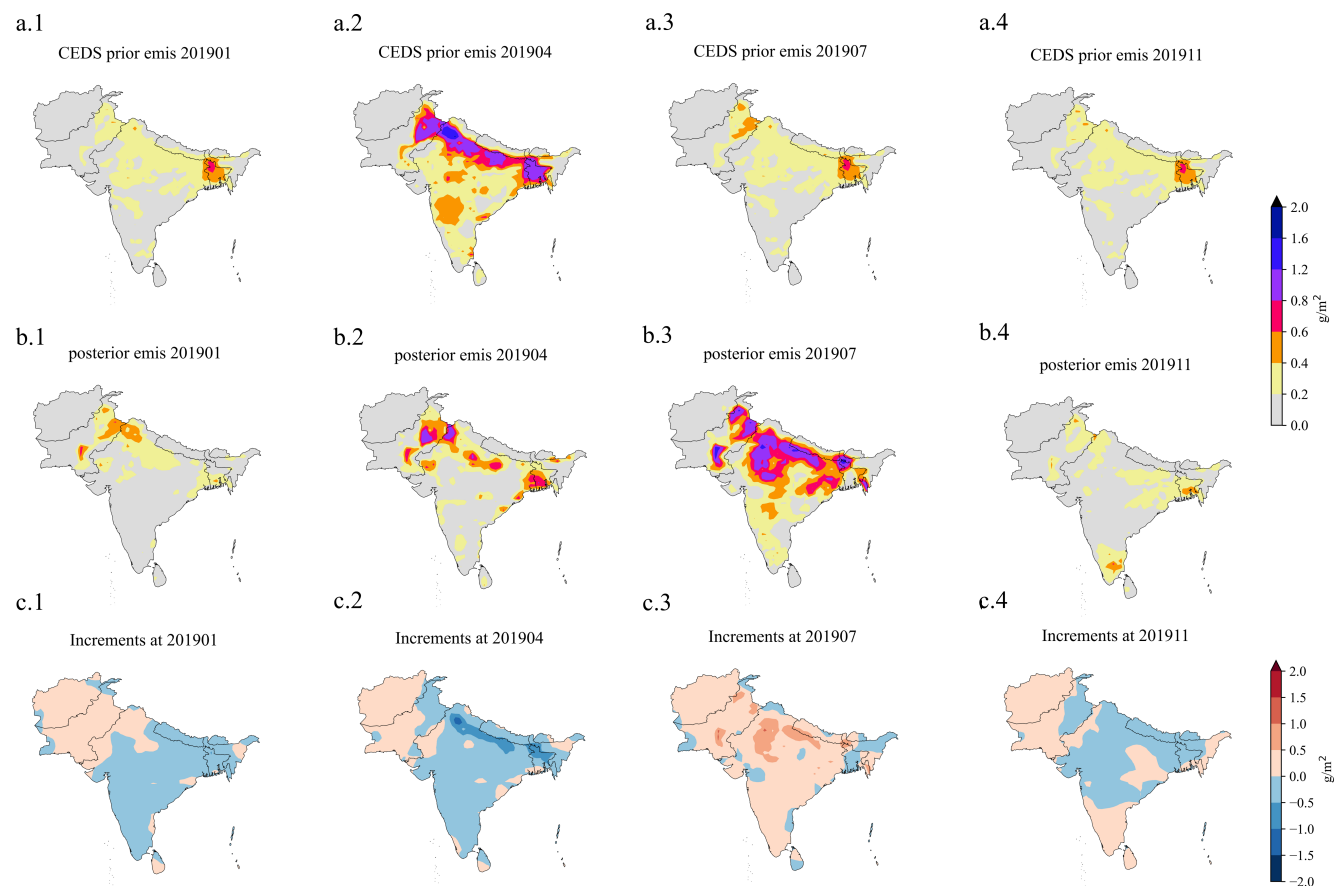 a.1
a.2
a.3
a.4
CEDS prior emis 201901
CEDS prior emis 201904
CEDS prior emis 201907
CEDS prior emis 201911
2.0
1.6
1.2
0.8
0.6
0.4
0.2
0.0
g/m²
b.1
b.2
b.3
b.4
posterior emis 201901
posterior emis 201904
posterior emis 201907
posterior emis 201911
c.1
c.2
c.3
c.4
Increments at 201901
Increments at 201904
Increments at 201907
Increments at 201911
2.0
1.5
1.0
0.5
0.0
−0.5
−1.0
−1.5
−2.0
g/m²